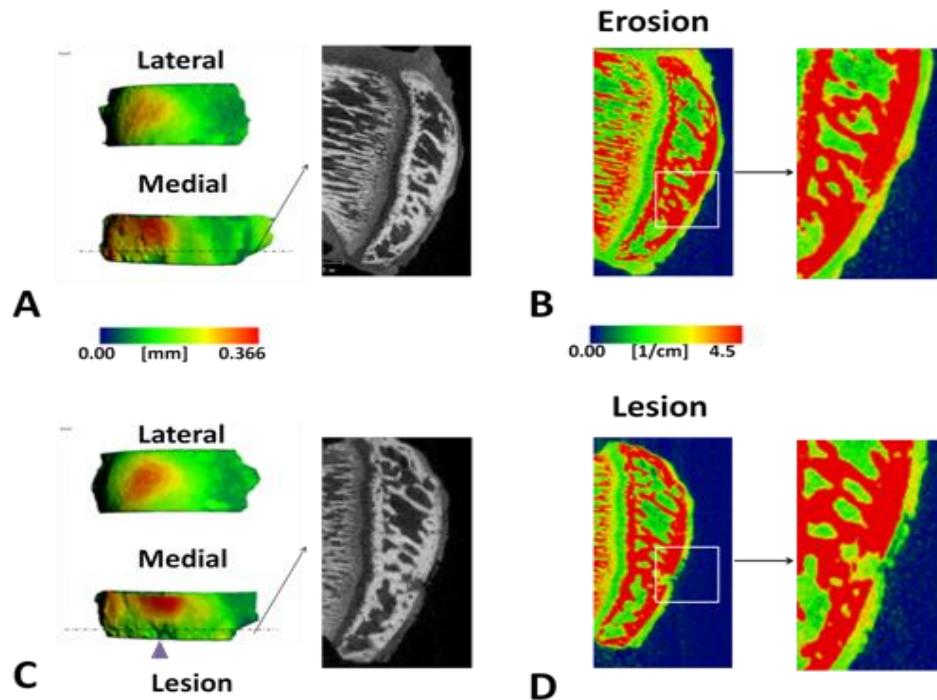 Erosion
Lateral
Medial
A
B
0.00 [mm] 0.366
0.00 [1/cm] 4.5
Lesion
Lateral
Medial
C
Lesion
D